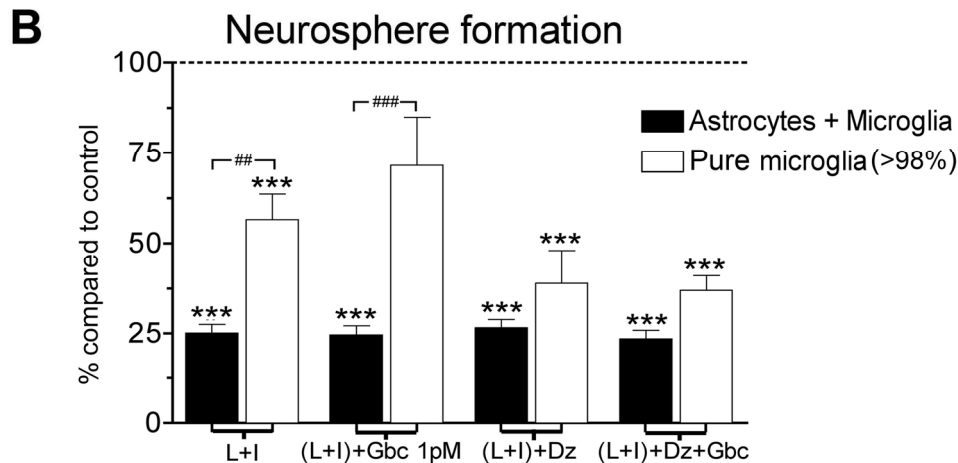 B
Neurosphere formation
% compared to control
100
75
50
25
0
Astrocytes + Microglia
Pure microglia (>98%)
##
###
***
***
***
***
***
***
***
L+I
(L+I)+Gbc 1pM
(L+I)+Dz
(L+I)+Dz+Gbc